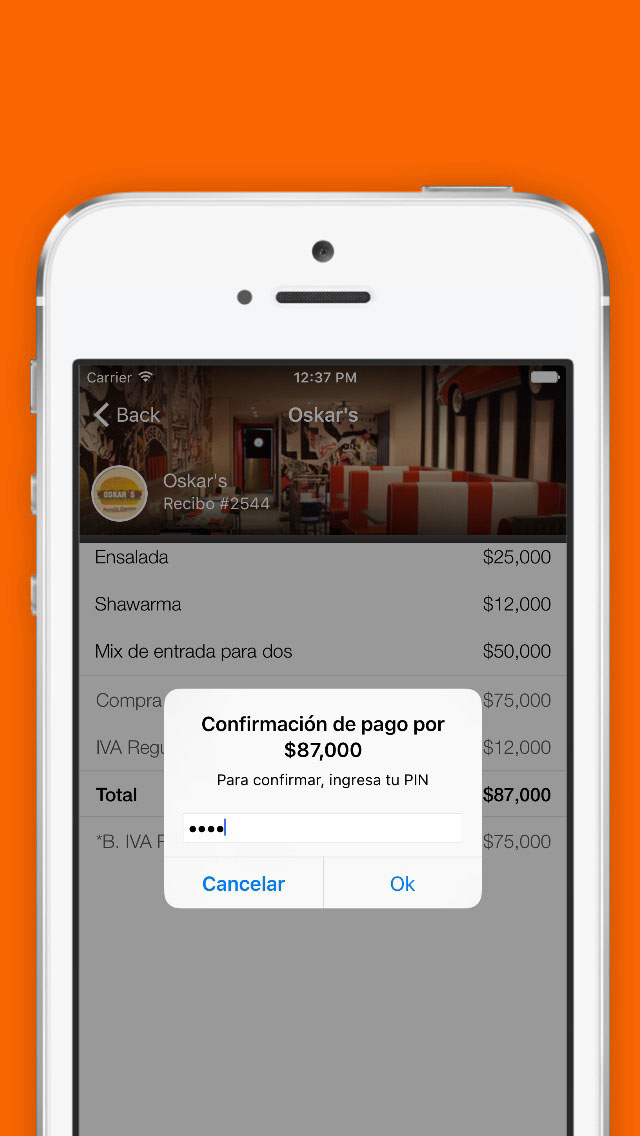 Carrier 12:37 PM
Back Oskar's
OSKAR´S
Oskar's
Recibo #2544
Ensalada $25,000
Shawarma $12,000
Mix de entrada para dos $50,000
Compra $75,000
IVA Regu $12,000
Total $87,000
*B. IVA $75,000
Confirmación de pago por
$87,000
Para confirmar, ingresa tu PIN
••••
Cancelar Ok